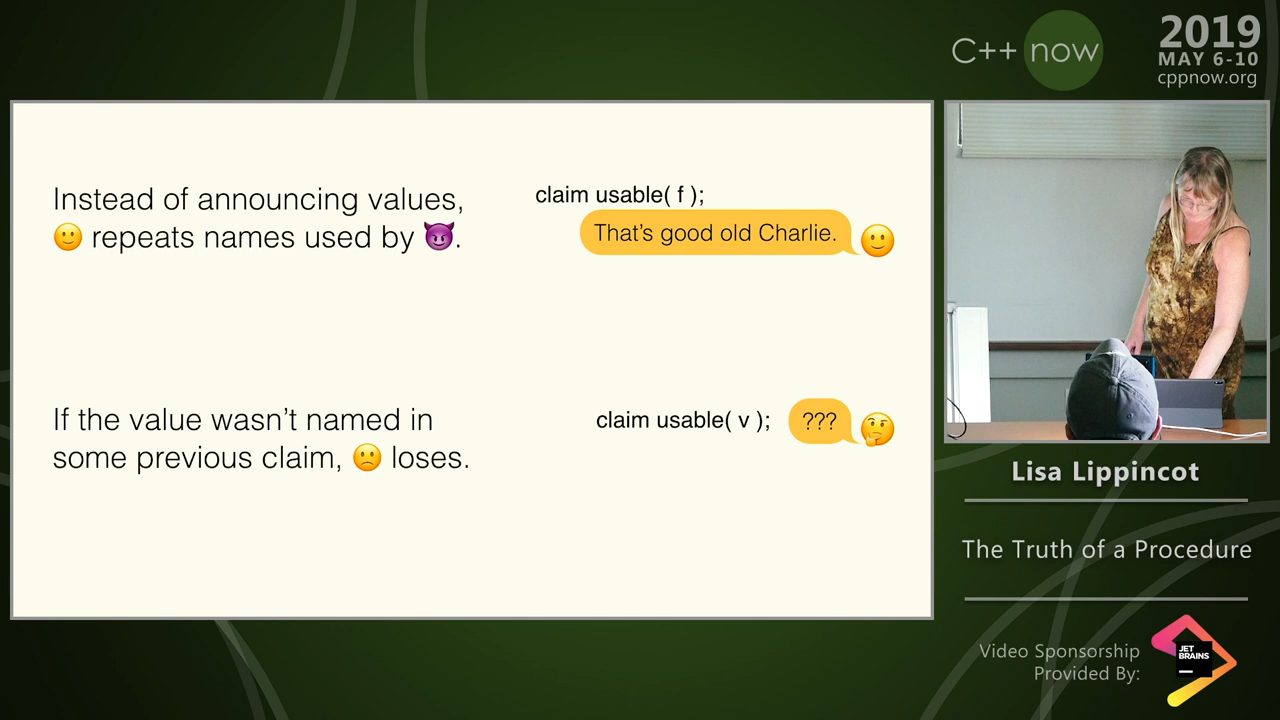 C++ now
2019
MAY 6-10
cppnow.org
Instead of announcing values,
🙂 repeats names used by 😈.
claim usable( f );
That's good old Charlie.
If the value wasn't named in
some previous claim, 🙁 loses.
claim usable( v );
???
Lisa Lippincot
The Truth of a Procedure
Video Sponsorship
Provided By:
JET
BRAINS